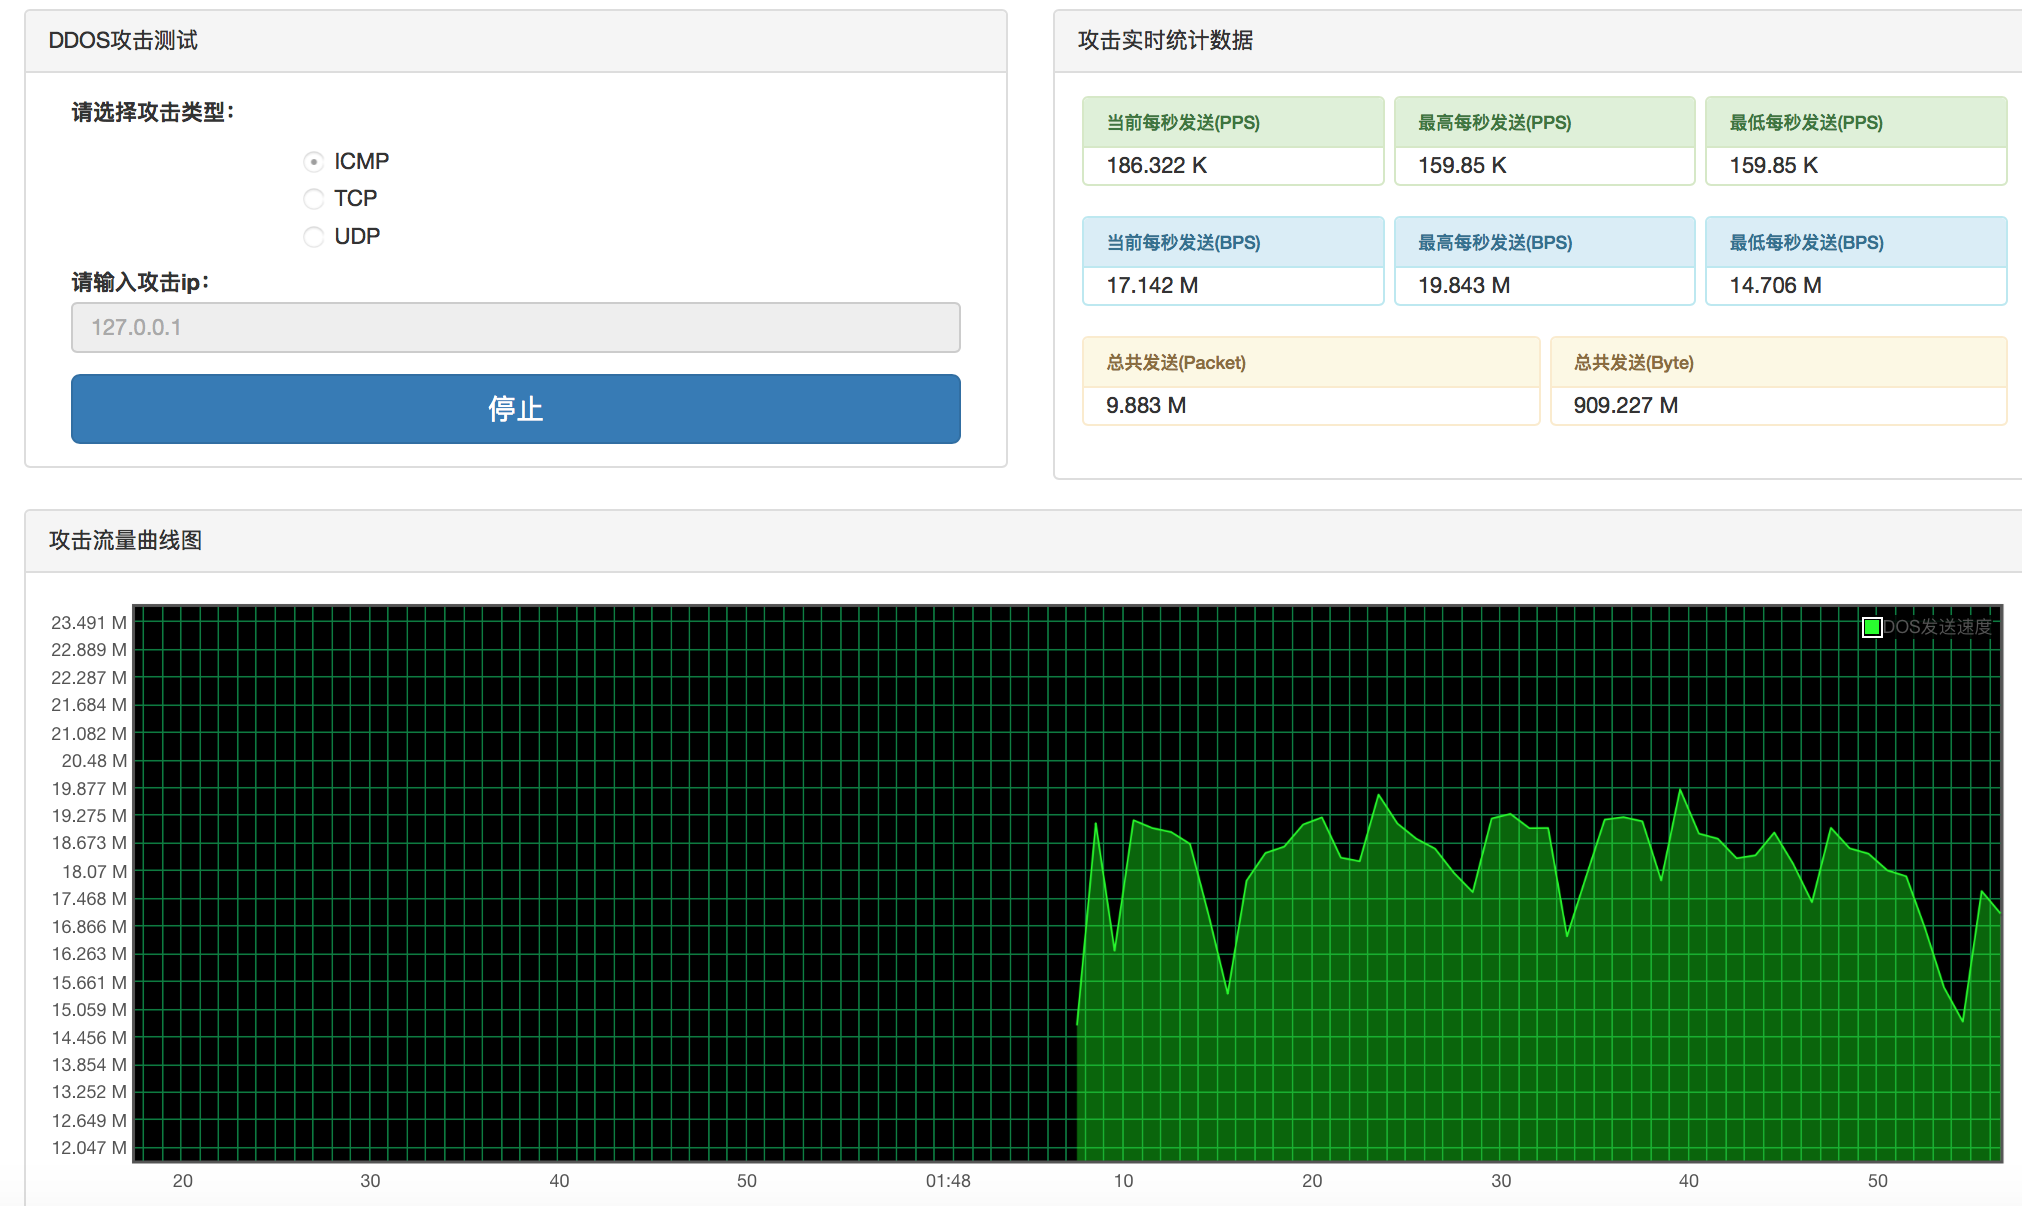 DDOS攻击测试
请选择攻击类型：
ICMP
TCP
UDP
请输入攻击ip：
127.0.0.1
停止
攻击实时统计数据
当前每秒发送(PPS) 最高每秒发送(PPS) 最低每秒发送(PPS)
186.322 K 159.85 K 159.85 K
当前每秒发送(BPS) 最高每秒发送(BPS) 最低每秒发送(BPS)
17.142 M 19.843 M 14.706 M
总共发送(Packet) 总共发送(Byte)
9.883 M 909.227 M
攻击流量曲线图
DOS发送速度
23.491 M
22.889 M
22.287 M
21.684 M
21.082 M
20.48 M
19.877 M
19.275 M
18.673 M
18.07 M
17.468 M
16.866 M
16.263 M
15.661 M
15.059 M
14.456 M
13.854 M
13.252 M
12.649 M
12.047 M
20 30 40 50 01:48 10 20 30 40 50